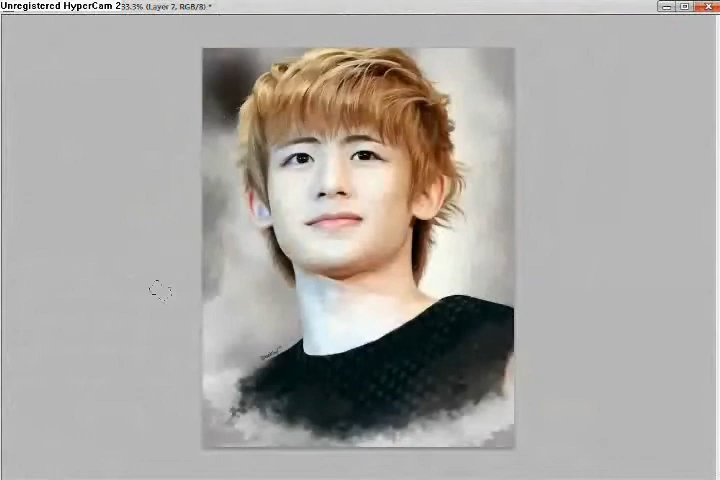 Unregistered HyperCam 2 33.3% (Layer 7, RGB/8) *